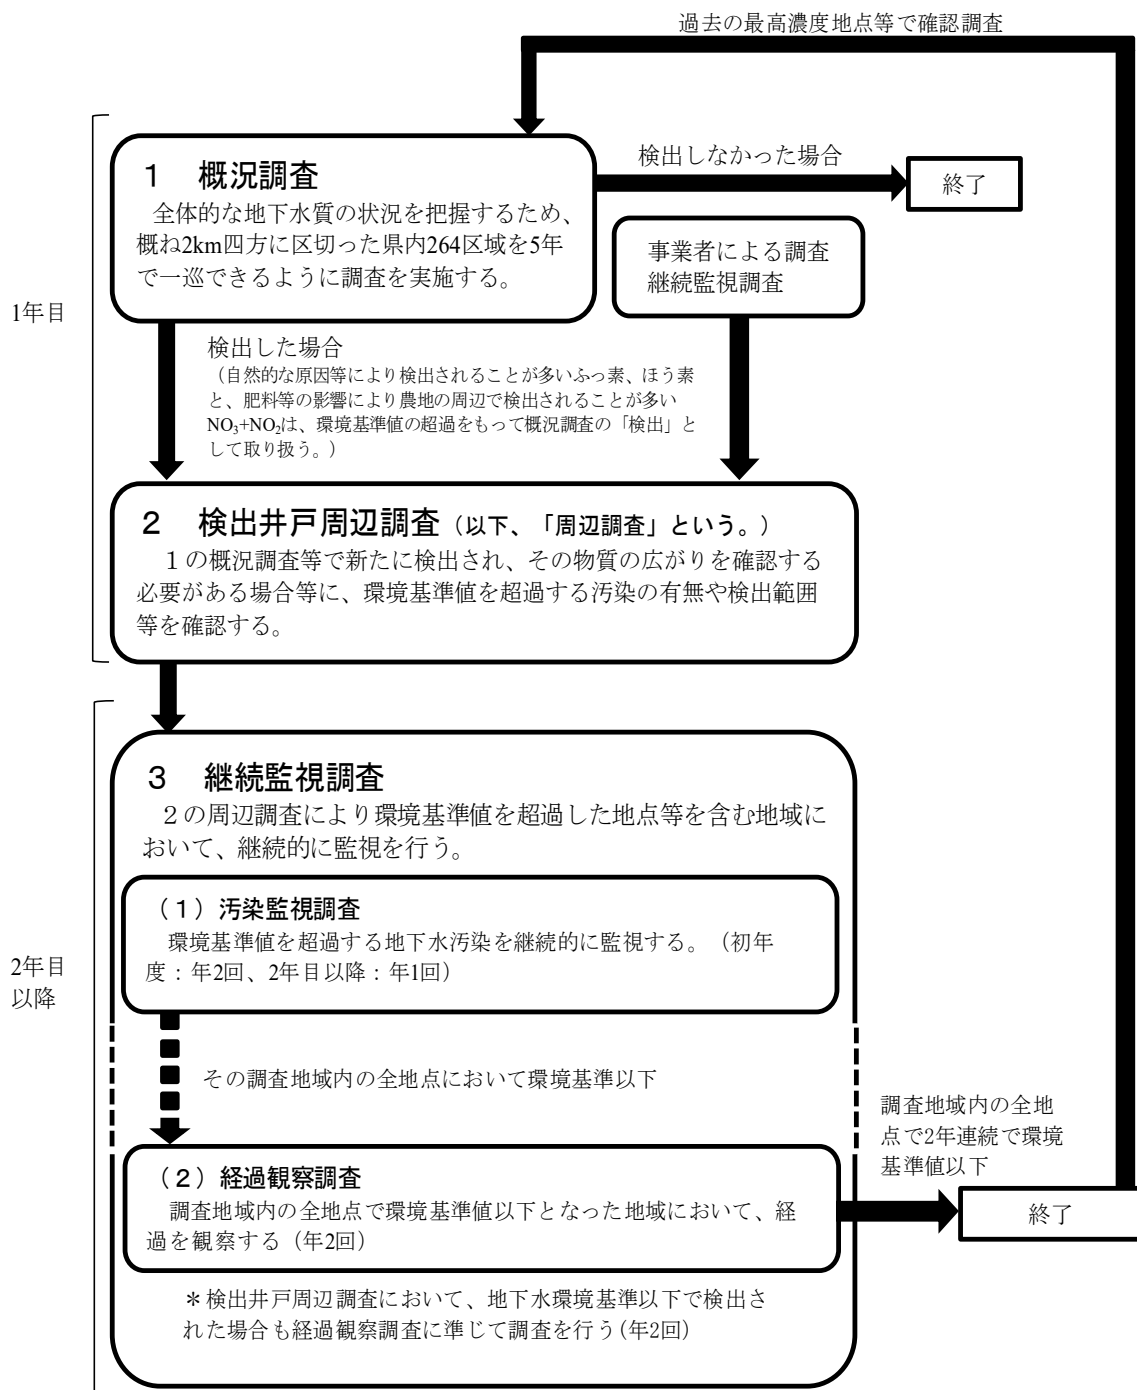 過去の最高濃度地点等で確認調査
1 概況調査
全体的な地下水質の状況を把握するため、
概ね2km四方に区切った県内264区域を5年
で一巡できるように調査を実施する。
検出しなかった場合
終了
事業者による調査
継続監視調査
1年目
検出した場合
（自然的な原因等により検出されることが多いふっ素、ほう素
と、肥料等の影響により農地の周辺で検出されることが多い
NO₃+NO₂は、環境基準値の超過をもって概況調査の「検出」と
して取り扱う。）
2 検出井戸周辺調査（以下、「周辺調査」という。）
1の概況調査等で新たに検出され、その物質の広がりを確認する
必要がある場合等に、環境基準値を超過する汚染の有無や検出範囲
等を確認する。
3 継続監視調査
2の周辺調査により環境基準値を超過した地点等を含む地域に
おいて、継続的に監視を行う。
（1）汚染監視調査
環境基準値を超過する地下水汚染を継続的に監視する。（初年
度：年2回、2年目以降：年1回）
2年目
以降
その調査地域内の全地点において環境基準以下
調査地域内の全地
点で2年連続で環境
基準値以下
（2）経過観察調査
調査地域内の全地点で環境基準値以下となった地域において、経
過を観察する（年2回）
終了
＊検出井戸周辺調査において、地下水環境基準以下で検出さ
れた場合も経過観察調査に準じて調査を行う(年2回)